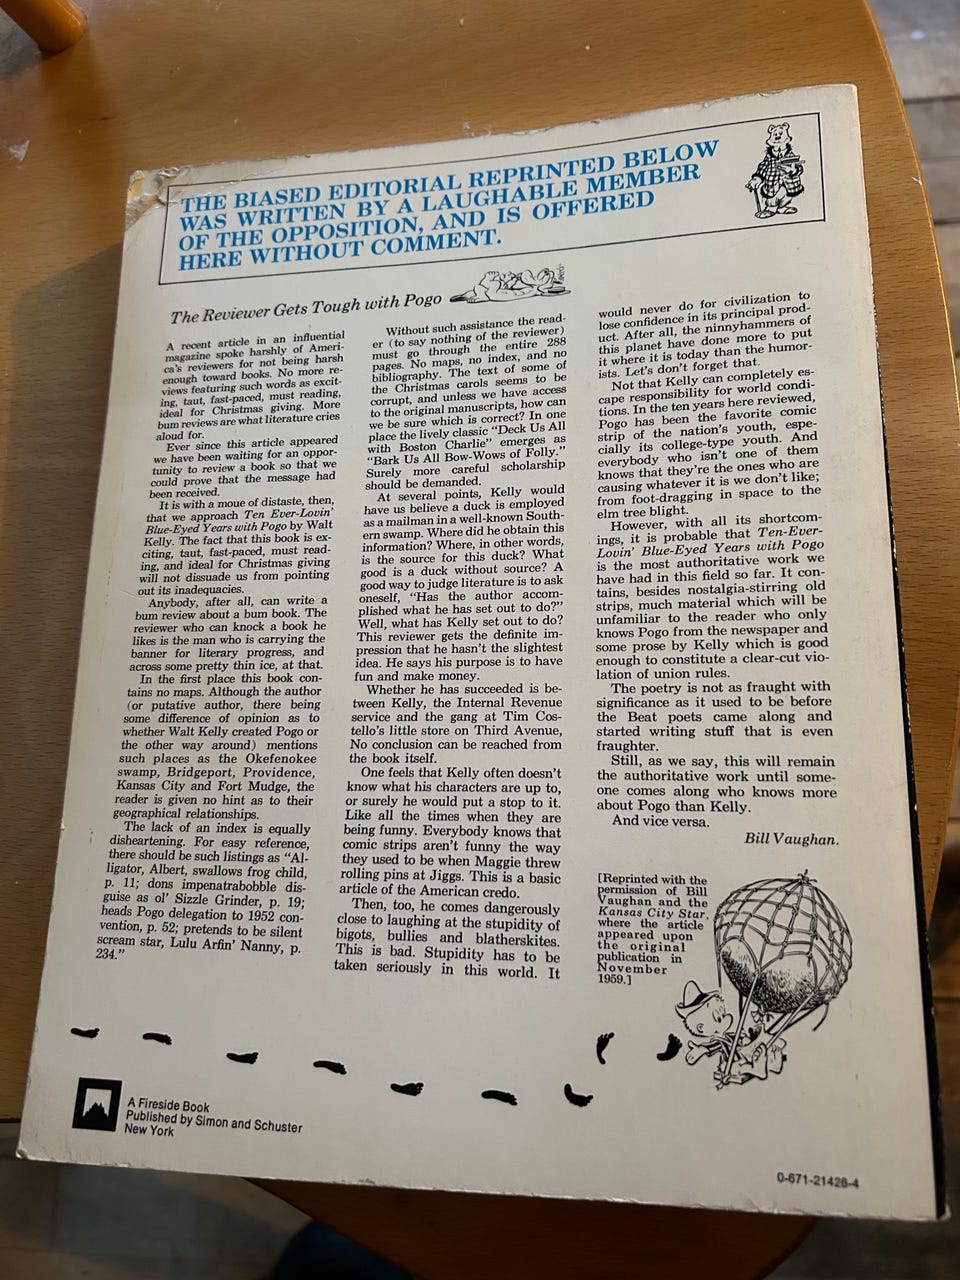 THE BIASED EDITORIAL REPRINTED BELOW
WAS WRITTEN BY A LAUGHABLE MEMBER
OF THE OPPOSITION, AND IS OFFERED
HERE WITHOUT COMMENT.
The Reviewer Gets Tough with Pogo
A recent article in an influential
magazine spoke harshly of Ameri-
ca's reviewers for not being harsh
enough toward books. No more re-
views featuring such words as excit-
ing, taut, fast-paced, must reading,
ideal for Christmas giving. More
bum reviews are what literature cries
aloud for.
Ever since this article appeared
we have been waiting for an oppor-
tunity to review a book so that we
could prove that the message had
been received.
It is with a moue of distaste, then,
that we approach Ten Ever-Lovin'
Blue-Eyed Years with Pogo by Walt
Kelly. The fact that this book is ex-
citing, taut, fast-paced, must read-
ing, and ideal for Christmas giving
will not dissuade us from pointing
out its inadequacies.
Anybody, after all, can write a
bum review about a bum book. The
reviewer who can knock a book he
likes is the man who is carrying the
banner for literary progress, and
across some pretty thin ice, at that.
In the first place this book con-
tains no maps. Although the author
(or putative author, there being
some difference of opinion as to
whether Walt Kelly created Pogo or
the other way around) mentions
such places as the Okefenokee
swamp, Bridgeport, Providence,
Kansas City and Fort Mudge, the
reader is given no hint as to their
geographical relationships.
The lack of an index is equally
disheartening. For easy reference,
there should be such listings as "Al-
ligator, Albert, swallows frog child,
p. 11; dons impenatrabobble dis-
guise as ol' Sizzle Grinder, p. 19;
heads Pogo delegation to 1952 con-
vention, p. 52; pretends to be silent
scream star, Lulu Arfin' Nanny, p.
234."
Without such assistance the read-
er (to say nothing of the reviewer)
must go through the entire 288
pages. No maps, no index, and no
bibliography. The text of some of
the Christmas carols seems to be
corrupt, and unless we have access
to the original manuscripts, how can
we be sure which is correct? In one
place the lively classic "Deck Us All
with Boston Charlie" emerges as
"Bark Us All Bow-Wows of Folly."
Surely more careful scholarship
should be demanded.
At several points, Kelly would
have us believe a duck is employed
as a mailman in a well-known South-
ern swamp. Where did he obtain this
information? Where, in other words,
is the source for this duck? What
good is a duck without source? A
good way to judge literature is to ask
oneself, "Has the author accom-
plished what he has set out to do?"
Well, what has Kelly set out to do?
This reviewer gets the definite im-
pression that he hasn't the slightest
idea. He says his purpose is to have
fun and make money.
Whether he has succeeded is be-
tween Kelly, the Internal Revenue
service and the gang at Tim Cos-
tello's little store on Third Avenue,
No conclusion can be reached from
the book itself.
One feels that Kelly often doesn't
know what his characters are up to,
or surely he would put a stop to it.
Like all the times when they are
being funny. Everybody knows that
comic strips aren't funny the way
they used to be when Maggie threw
rolling pins at Jiggs. This is a basic
article of the American credo.
Then, too, he comes dangerously
close to laughing at the stupidity of
bigots, bullies and blatherskites.
This is bad. Stupidity has to be
taken seriously in this world. It
would never do for civilization to
lose confidence in its principal prod-
uct. After all, the ninnyhammers of
this planet have done more to put
it where it is today than the humor-
ists. Let's don't forget that.
Not that Kelly can completely es-
cape responsibility for world condi-
tions. In the ten years here reviewed,
Pogo has been the favorite comic
strip of the nation's youth, espe-
cially its college-type youth. And
everybody who isn't one of them
knows that they're the ones who are
causing whatever it is we don't like;
from foot-dragging in space to the
elm tree blight.
However, with all its shortcom-
ings, it is probable that Ten-Ever-
Lovin' Blue-Eyed Years with Pogo
is the most authoritative work we
have had in this field so far. It con-
tains, besides nostalgia-stirring old
strips, much material which will be
unfamiliar to the reader who only
knows Pogo from the newspaper and
some prose by Kelly which is good
enough to constitute a clear-cut vio-
lation of union rules.
The poetry is not as fraught with
significance as it used to be before
the Beat poets came along and
started writing stuff that is even
fraughter.
Still, as we say, this will remain
the authoritative work until some-
one comes along who knows more
about Pogo than Kelly.
And vice versa.
Bill Vaughan.
[Reprinted with the
permission of Bill
Vaughan and the
Kansas City Star,
where the article
appeared upon
the original
publication in
November
1959.]
A Fireside Book
Published by Simon and Schuster
New York
0-671-21428-4